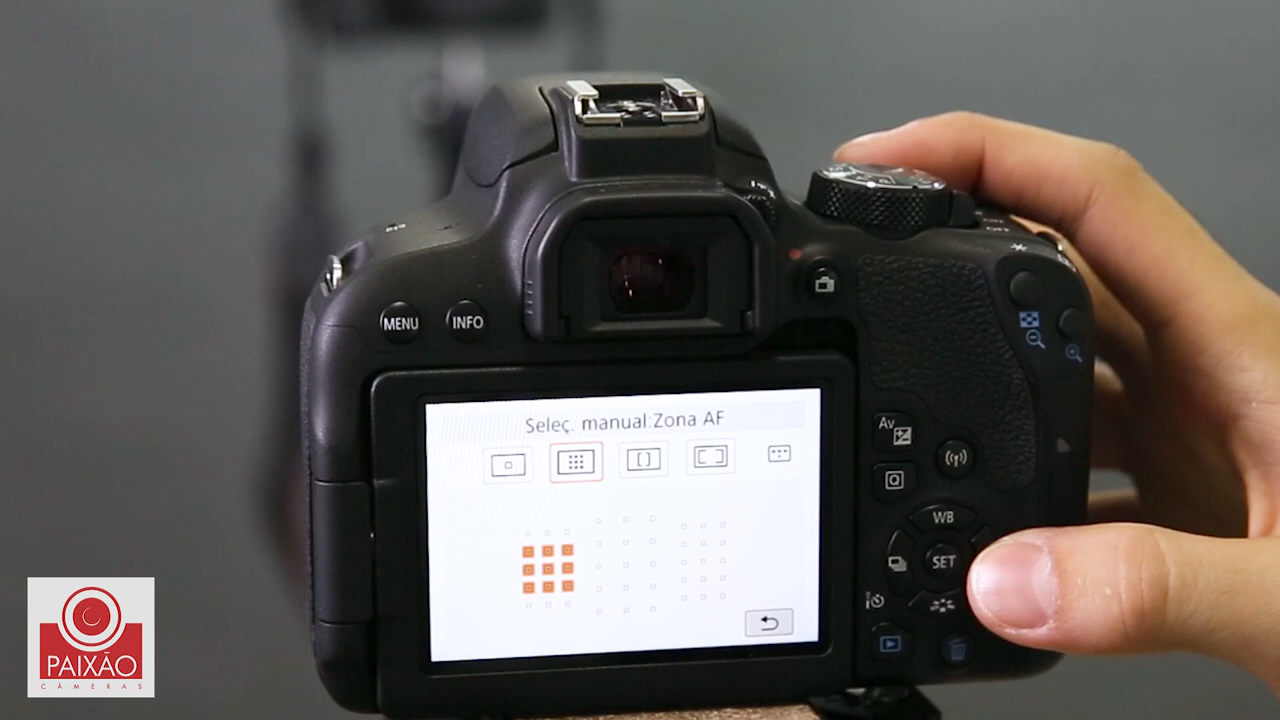 MENU
INFO
Seleç. manual:Zona AF
Av
Q
WB
SET
PAIXÃO
CÂMERAS